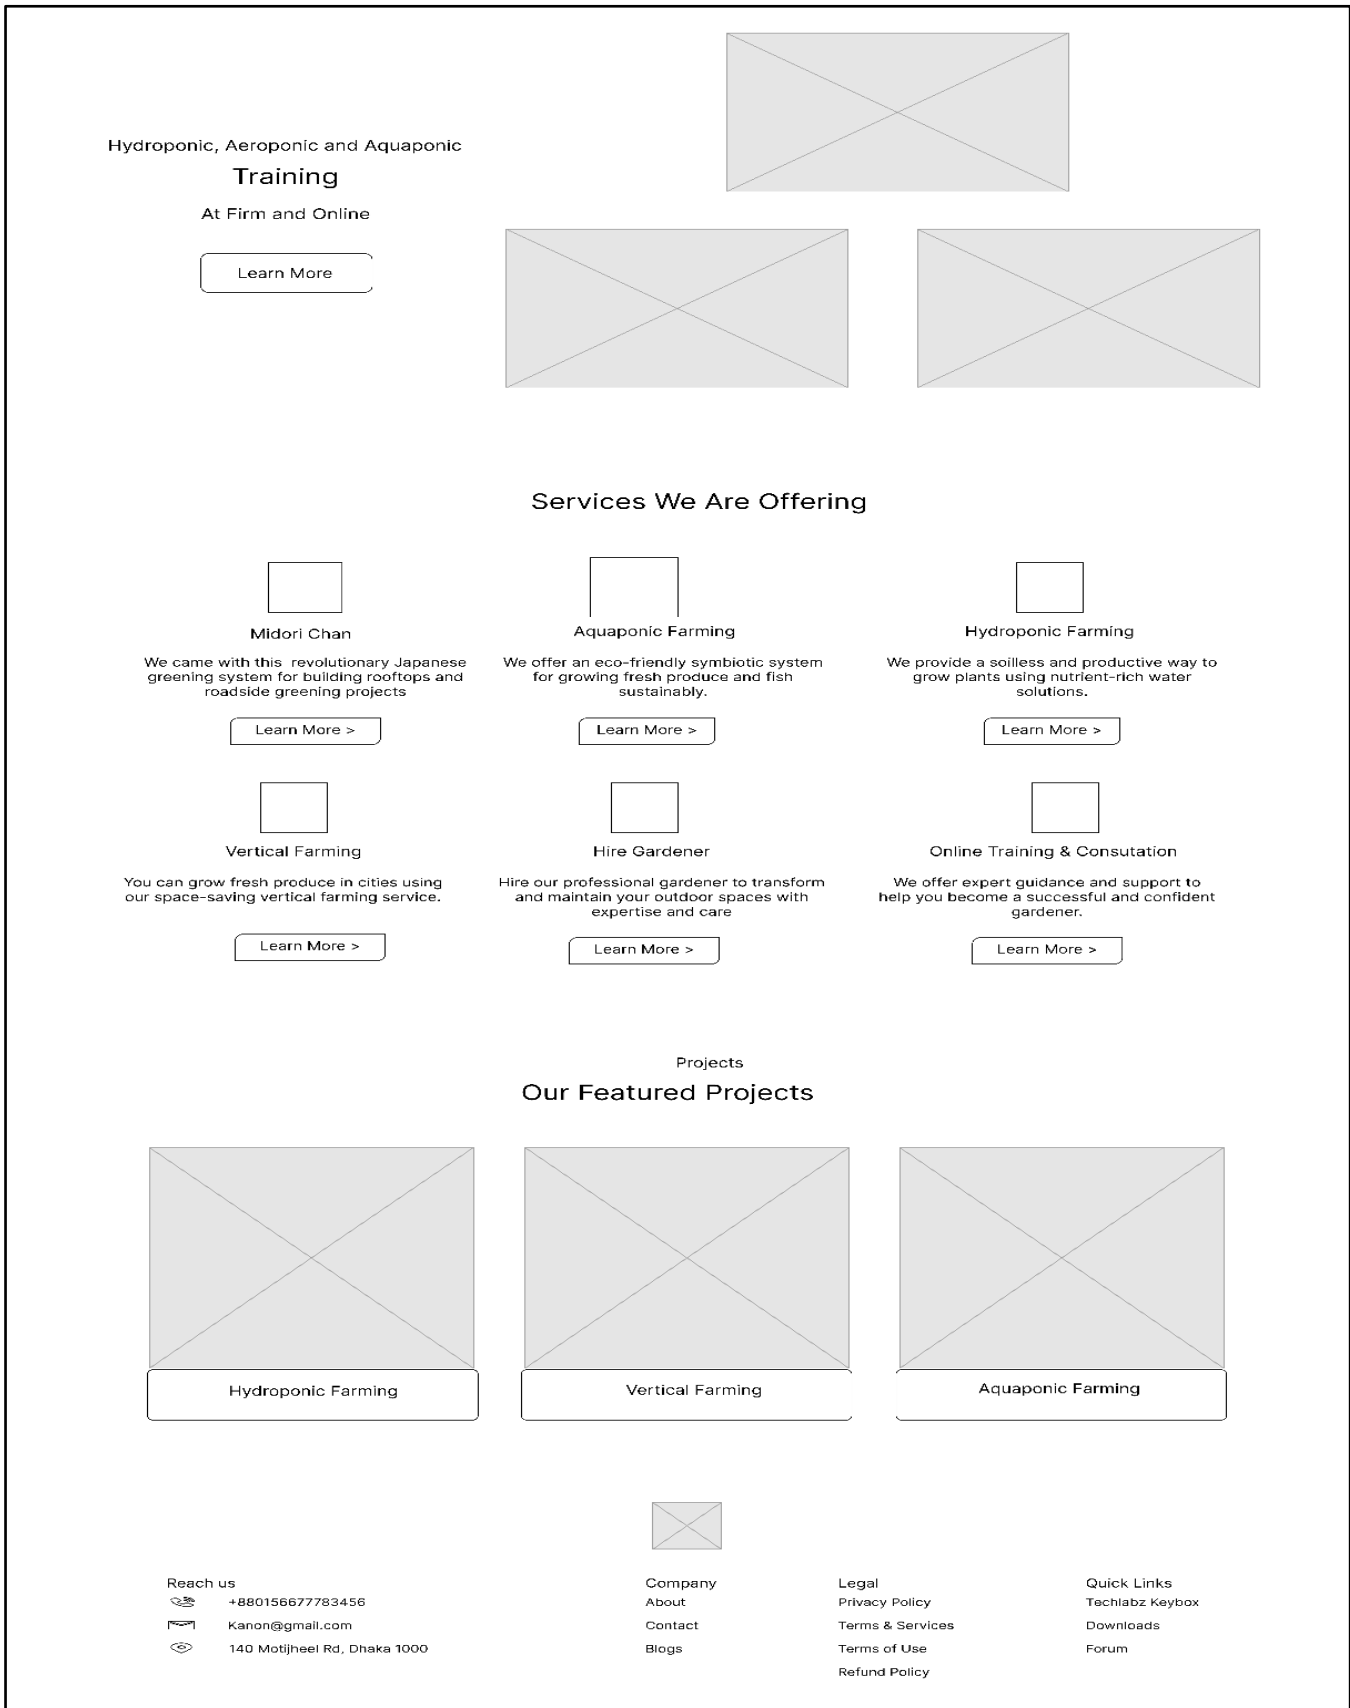 Hydroponic, Aeroponic and Aquaponic
Training
At Firm and Online
Learn More
Services We Are Offering
Midori Chan
We came with this  revolutionary Japanese
greening system for building rooftops and
roadside greening projects
Learn More >
Aquaponic Farming
We offer an eco-friendly symbiotic system
for growing fresh produce and fish
sustainably.
Learn More >
Hydroponic Farming
We provide a soilless and productive way to
grow plants using nutrient-rich water
solutions.
Learn More >
Vertical Farming
You can grow fresh produce in cities using
our space-saving vertical farming service.
Learn More >
Hire Gardener
Hire our professional gardener to transform
and maintain your outdoor spaces with
expertise and care
Learn More >
Online Training & Consutation
We offer expert guidance and support to
help you become a successful and confident
gardener.
Learn More >
Projects
Our Featured Projects
Hydroponic Farming
Vertical Farming
Aquaponic Farming
Reach us
+880156677783456
Kanon@gmail.com
140 Motijheel Rd, Dhaka 1000
Company
About
Contact
Blogs
Legal
Privacy Policy
Terms & Services
Terms of Use
Refund Policy
Quick Links
Techlabz Keybox
Downloads
Forum